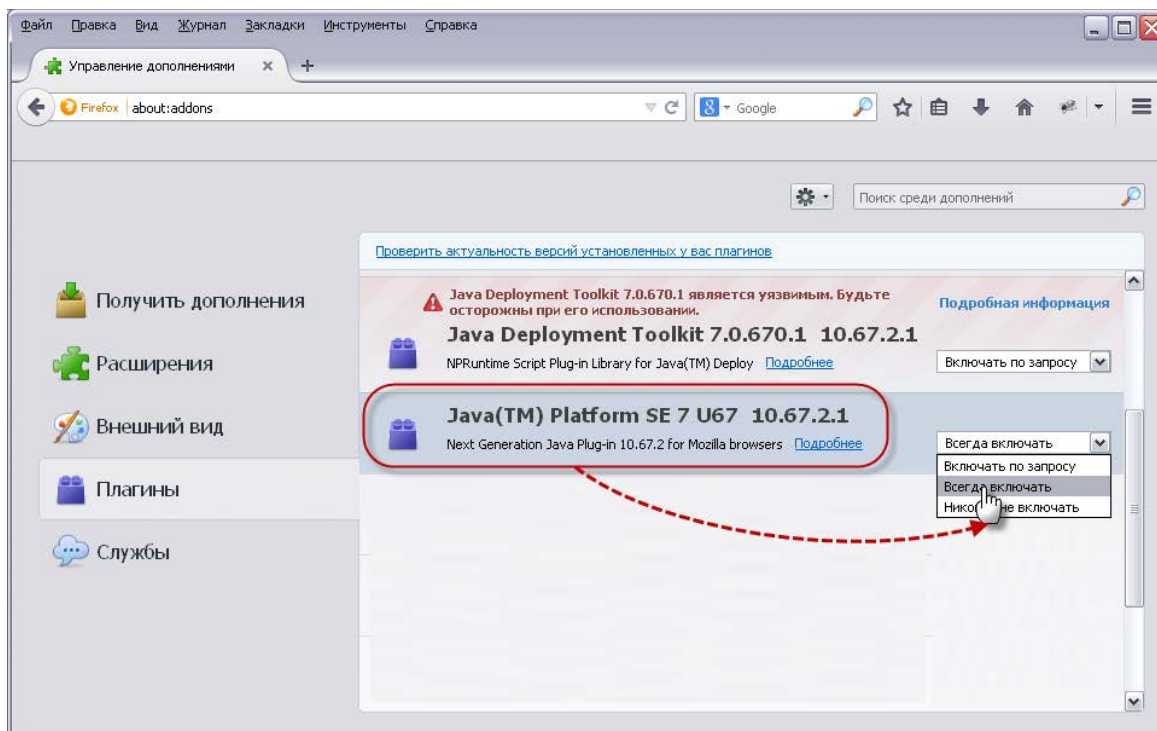 Файл Правка Вид Журнал Закладки Инструменты Справка
Управление дополнениями
Firefox about:addons
Google
Поиск среди дополнений
Проверить актуальность версий установленных у вас плагинов
Получить дополнения
Расширения
Внешний вид
Плагины
Службы
Java Deployment Toolkit 7.0.670.1 является уязвимым. Будьте
осторожны при его использовании.
Подробная информация
Java Deployment Toolkit 7.0.670.1 10.67.2.1
NPRuntime Script Plug-in Library for Java(TM) Deploy Подробнее
Включать по запросу
Java(TM) Platform SE 7 U67 10.67.2.1
Next Generation Java Plug-in 10.67.2 for Mozilla browsers Подробнее
Всегда включать
Включать по запросу
Всегда включать
не включать